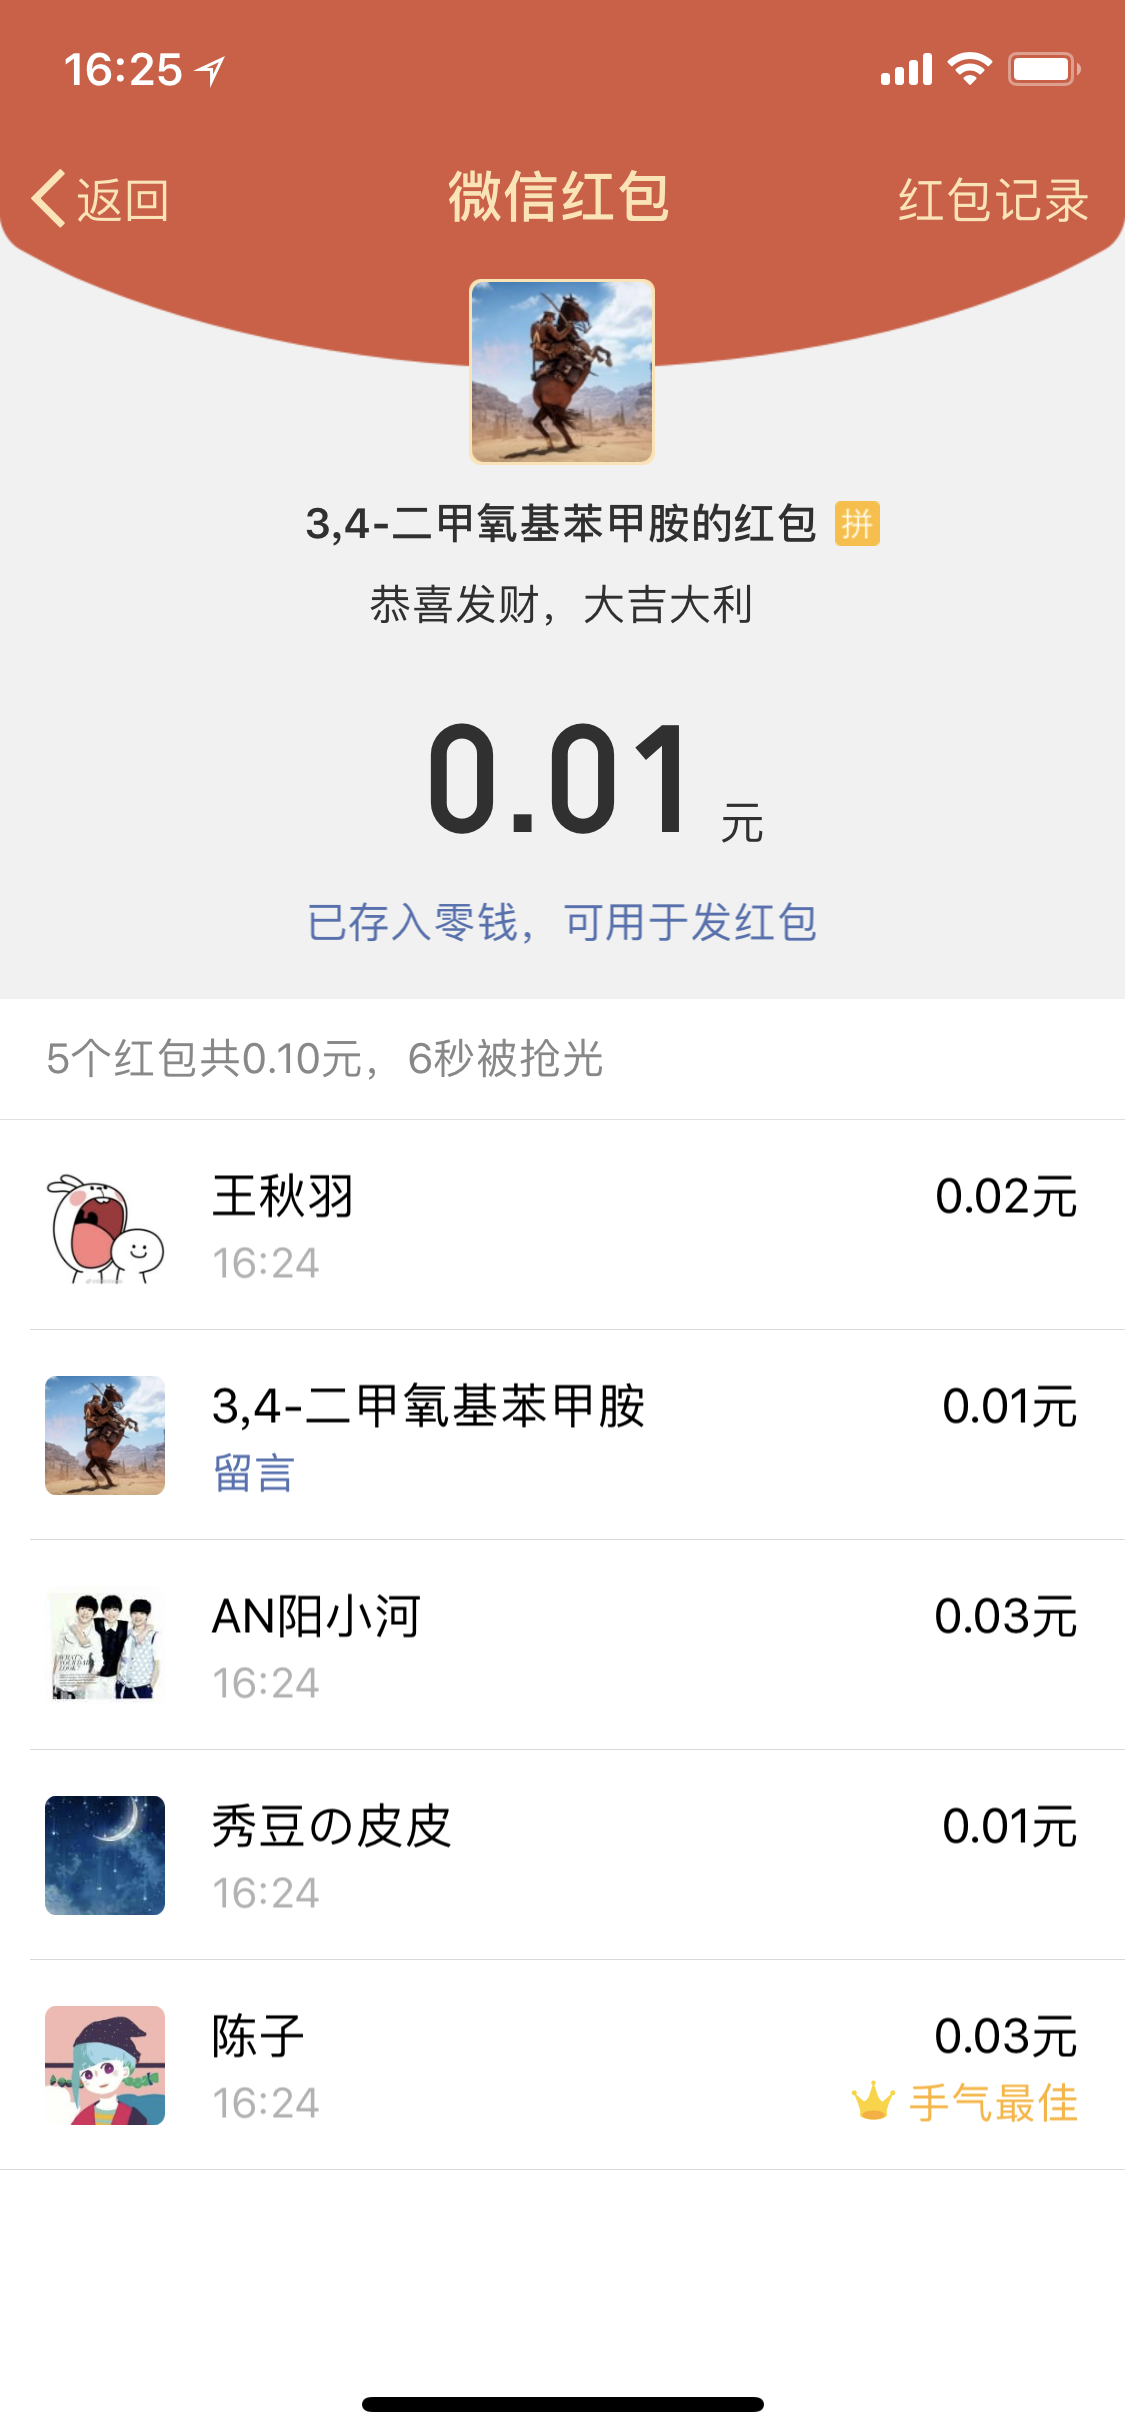 16:25
返回
微信红包
红包记录
3,4-二甲氧基苯甲胺的红包 拼
恭喜发财，大吉大利
0.01 元
已存入零钱，可用于发红包
5个红包共0.10元，6秒被抢光
王秋羽
0.02元
16:24
3,4-二甲氧基苯甲胺
0.01元
留言
AN阳小河
0.03元
16:24
秀豆の皮皮
0.01元
16:24
陈子
0.03元
16:24
手气最佳